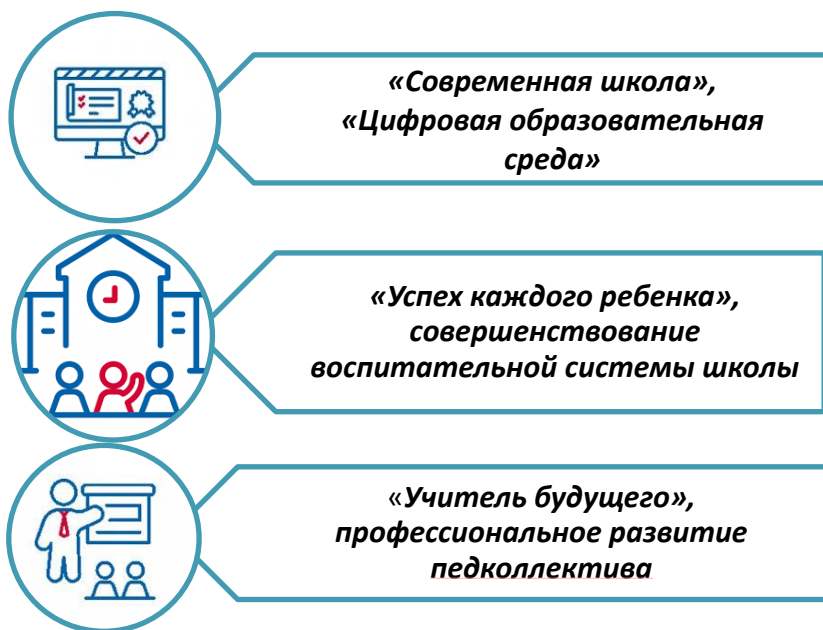 «Современная школа»,
«Цифровая образовательная
среда»
«Успех каждого ребенка»,
совершенствование
воспитательной системы школы
«Учитель будущего»,
профессиональное развитие
педколлектива